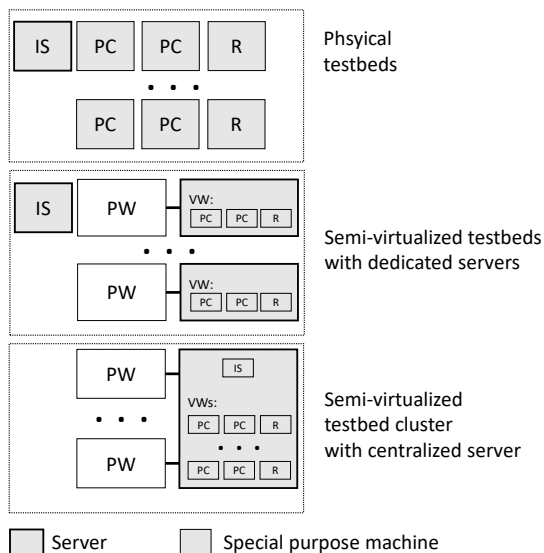 IS PC PC R
Phsyical
testbeds
. . .
PC PC R
IS PW VW:
PC PC R
. . .
Semi-virtualized testbeds
with dedicated servers
PW VW:
PC PC R
PW IS
VWs:
PC PC R
Semi-virtualized
testbed cluster
with centralized server
. . . . . .
PW PC PC R
Server Special purpose machine